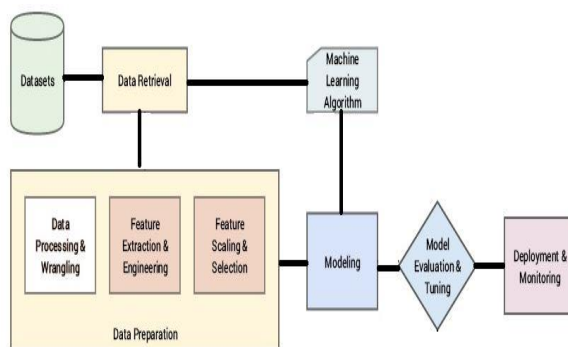 Datasets
Data Retrieval
Machine
Learning
Algorithm
Data
Processing &
Wrangling
Feature
Extraction &
Engineering
Feature
Scaling &
Selection
Data Preparation
Modeling
Model
Evaluation &
Tuning
Deployment &
Monitoring